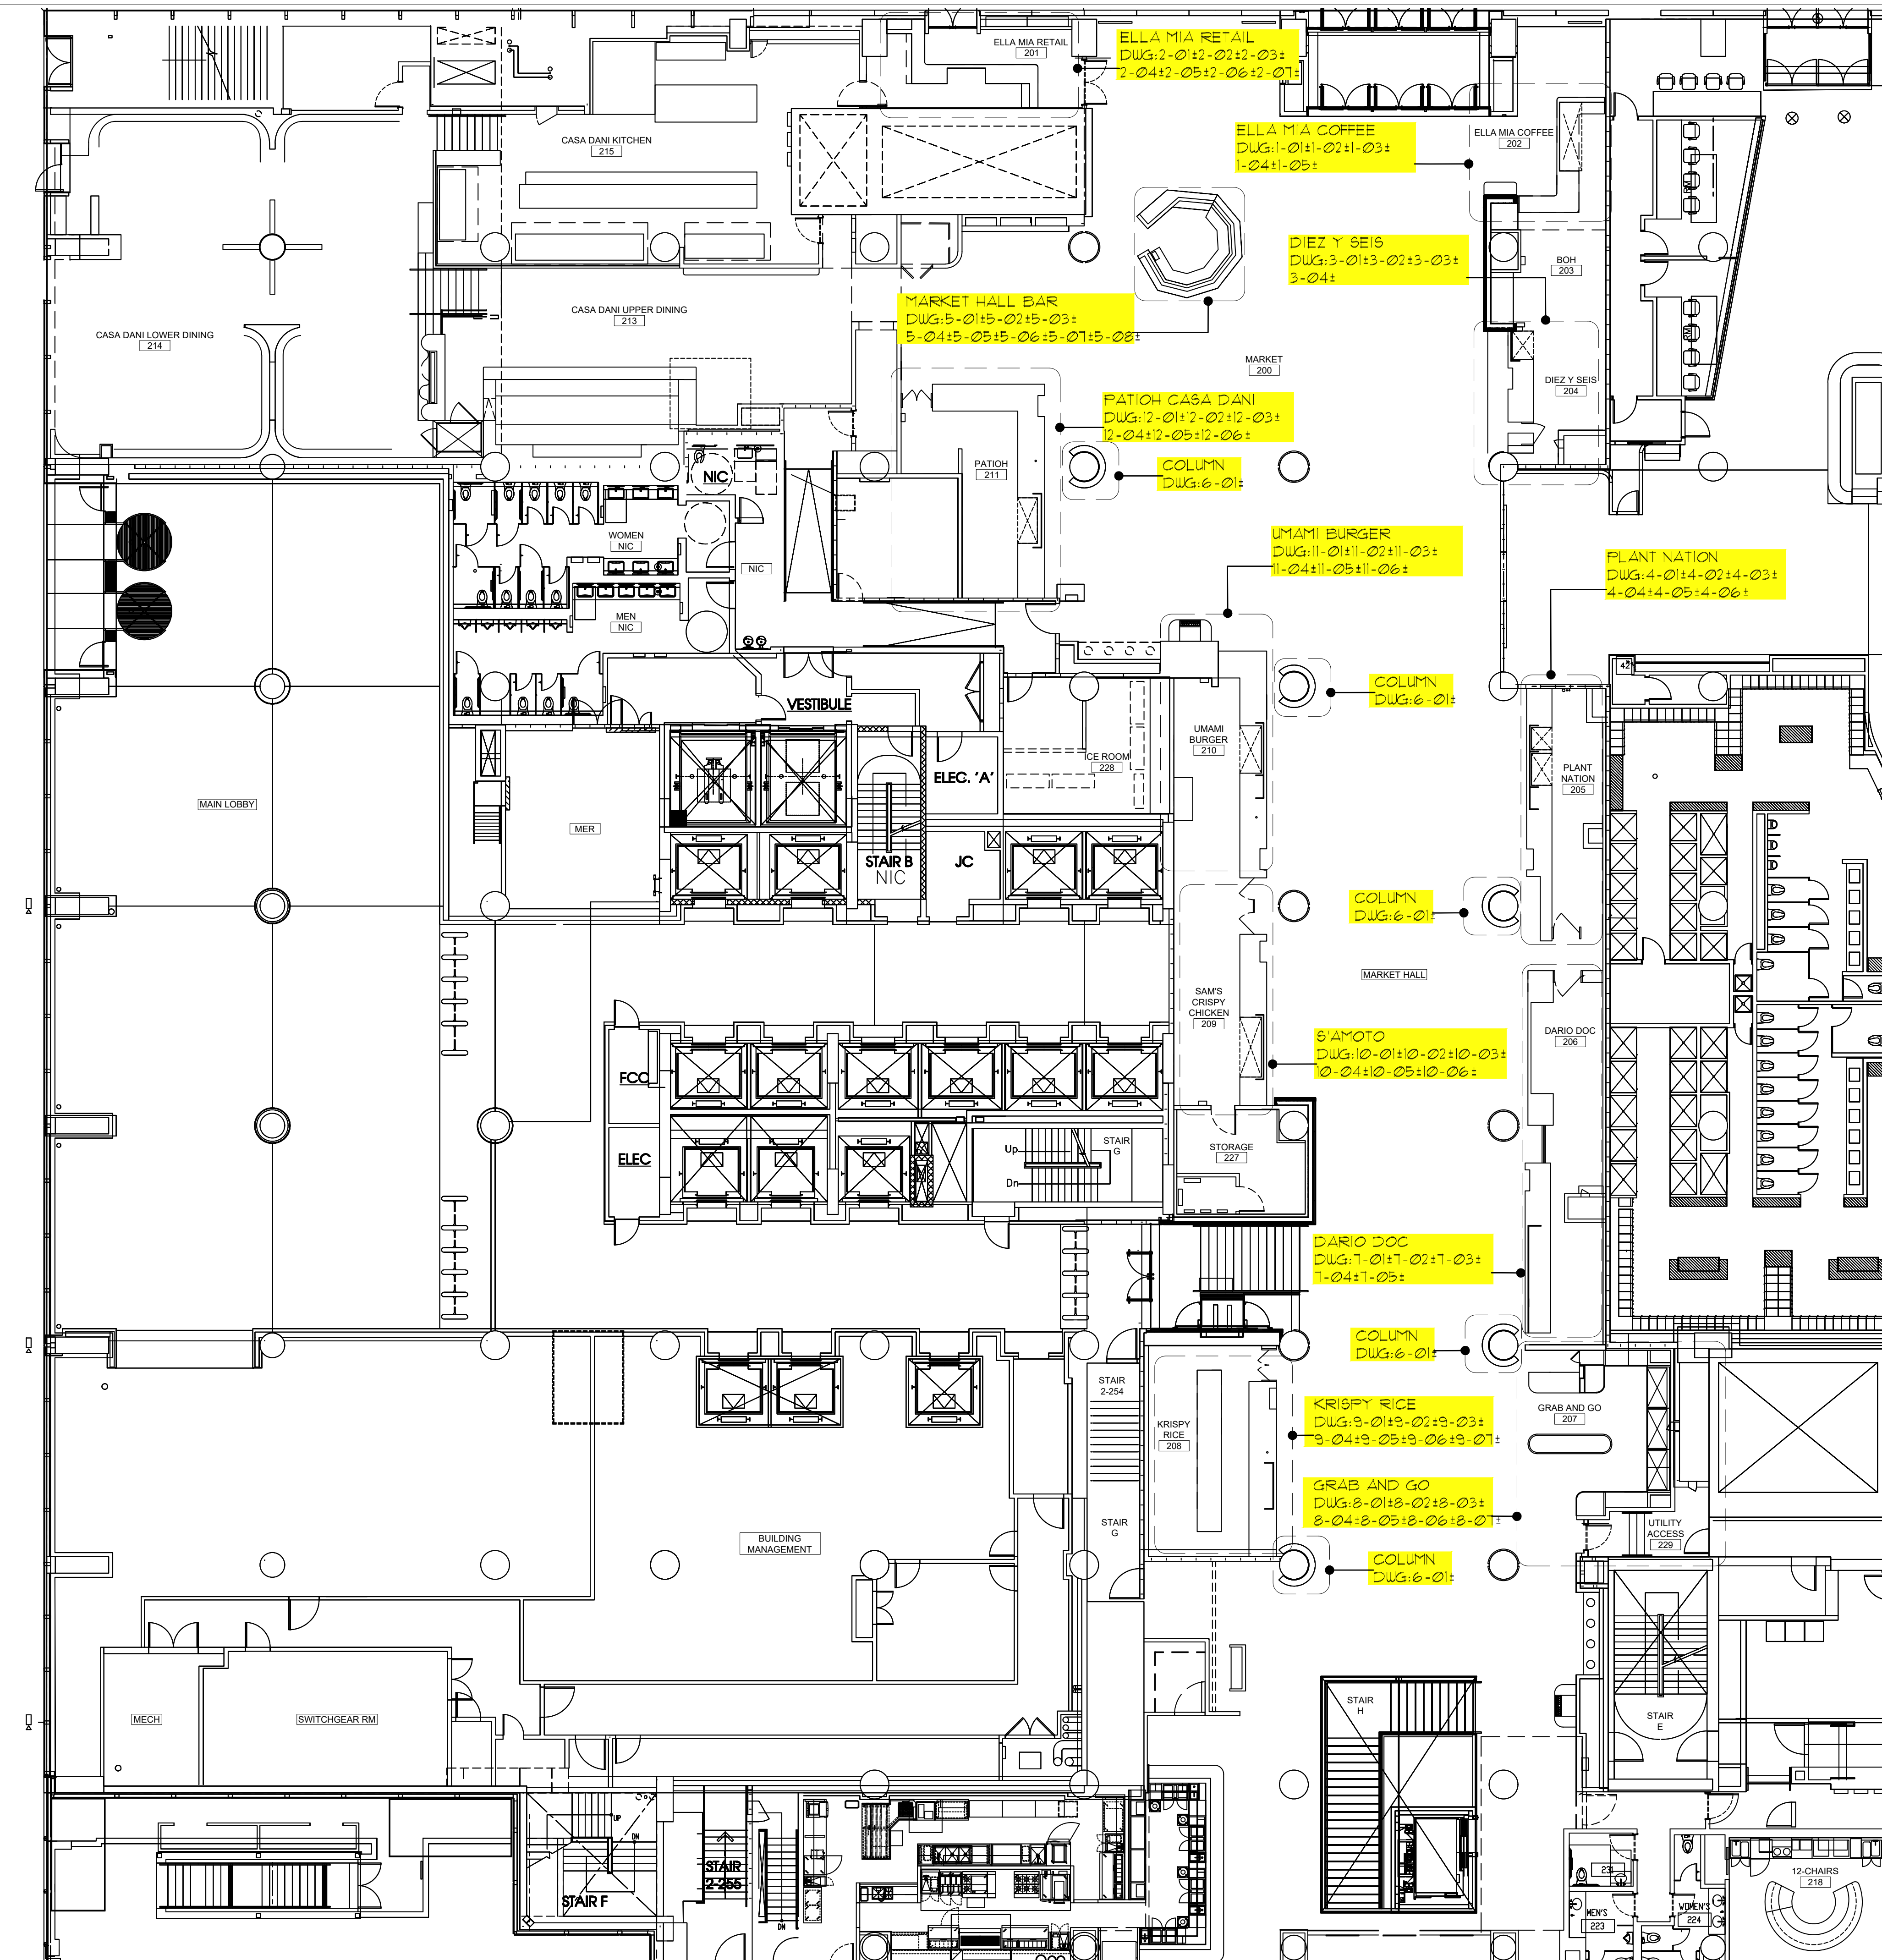 ELLA MIA RETAIL
201
ELLA MIA RETAIL
DWG:2-01±2-02±2-03±
2-04±2-05±2-06±2-07±
CASA DANI KITCHEN
215
ELLA MIA COFFEE
DWG:1-01±1-02±1-03±
1-04±1-05±
ELLA MIA COFFEE
202
RM
DIEZ Y SEIS
DWG:3-01±3-02±3-03±
3-04±
BOH
203
CASA DANI LOWER DINING
214
CASA DANI UPPER DINING
213
MARKET HALL BAR
DWG:5-01±5-02±5-03±
5-04±5-05±5-06±5-07±5-08±
RM
MARKET
200
DIEZ Y SEIS
204
PATIOH CASA DANI
DWG:12-01±12-02±12-03±
12-04±12-05±12-06±
PATIOH
211
COLUMN
DWG:6-01±
NIC
WOMEN
NIC
NIC
UMAMI BURGER
DWG:11-01±11-02±11-03±
11-04±11-05±11-06±
PLANT NATION
DWG:4-01±4-02±4-03±
4-04±4-05±4-06±
MEN
NIC
42"
COLUMN
DWG:6-01±
VESTIBULE
UMAMI
BURGER
210
ICE ROOM
228
ELEC. 'A'
PLANT
NATION
205
MAIN LOBBY
MER
STAIR B
NIC
JC
COLUMN
DWG:6-01±
MARKET HALL
SAM'S
CRISPY
CHICKEN
209
DARIO DOC
206
S'AMOTO
DWG:10-01±10-02±10-03±
10-04±10-05±10-06±
FCC
ELEC
Up
Dn
STAIR
G
STORAGE
227
DARIO DOC
DWG:7-01±7-02±7-03±
7-04±7-05±
COLUMN
DWG:6-01±
STAIR
2-254
KRISPY
RICE
208
KRISPY RICE
DWG:9-01±9-02±9-03±
9-04±9-05±9-06±9-07±
GRAB AND GO
207
GRAB AND GO
DWG:8-01±8-02±8-03±
8-04±8-05±8-06±8-07±
STAIR
G
UTILITY
ACCESS
229
BUILDING
MANAGEMENT
COLUMN
DWG:6-01±
MECH
SWITCHGEAR RM
STAIR
H
STAIR
E
UP
DN
STAIR F
STAIR
2-255
DN
231
12-CHAIRS
218
MEN'S
223
WOMEN'S
224